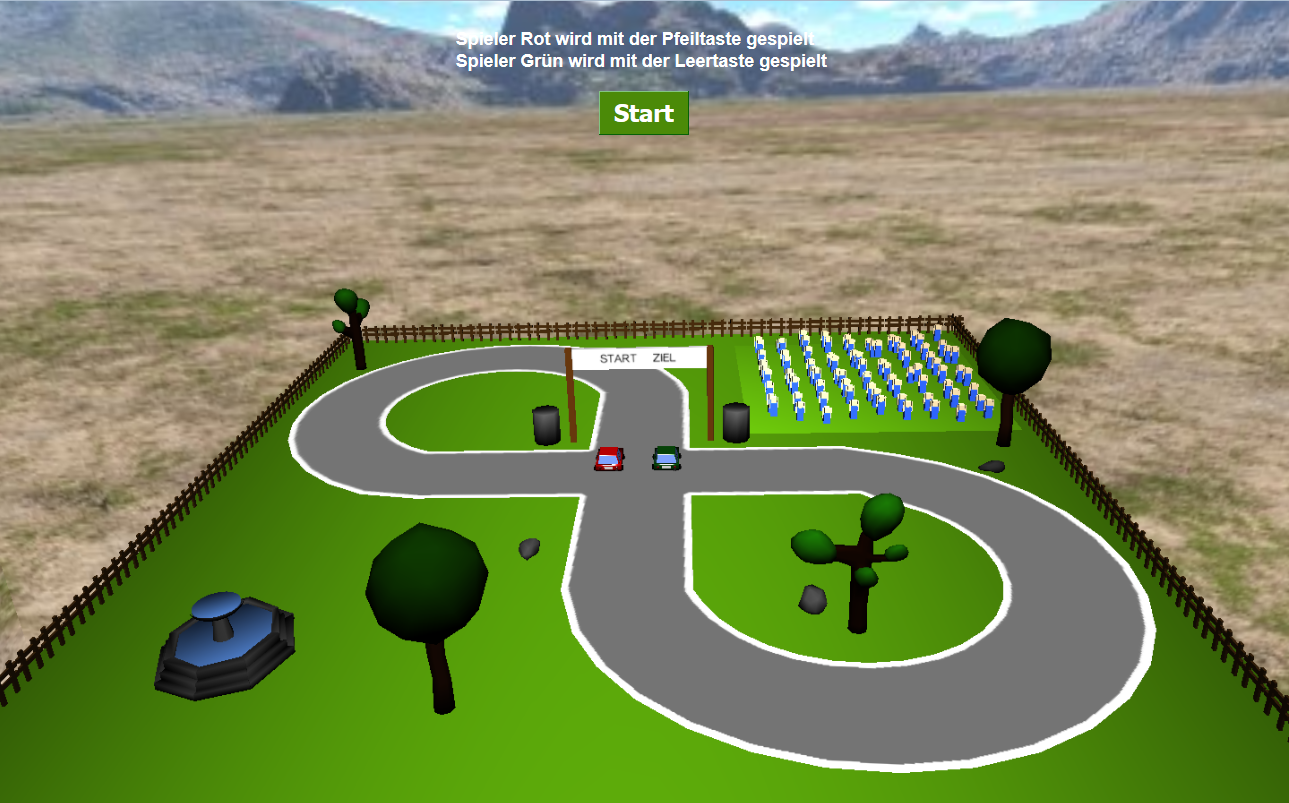 Spieler Rot wird mit der Pfeiltaste gespielt
Spieler Grün wird mit der Leertaste gespielt
Start
START ZIEL